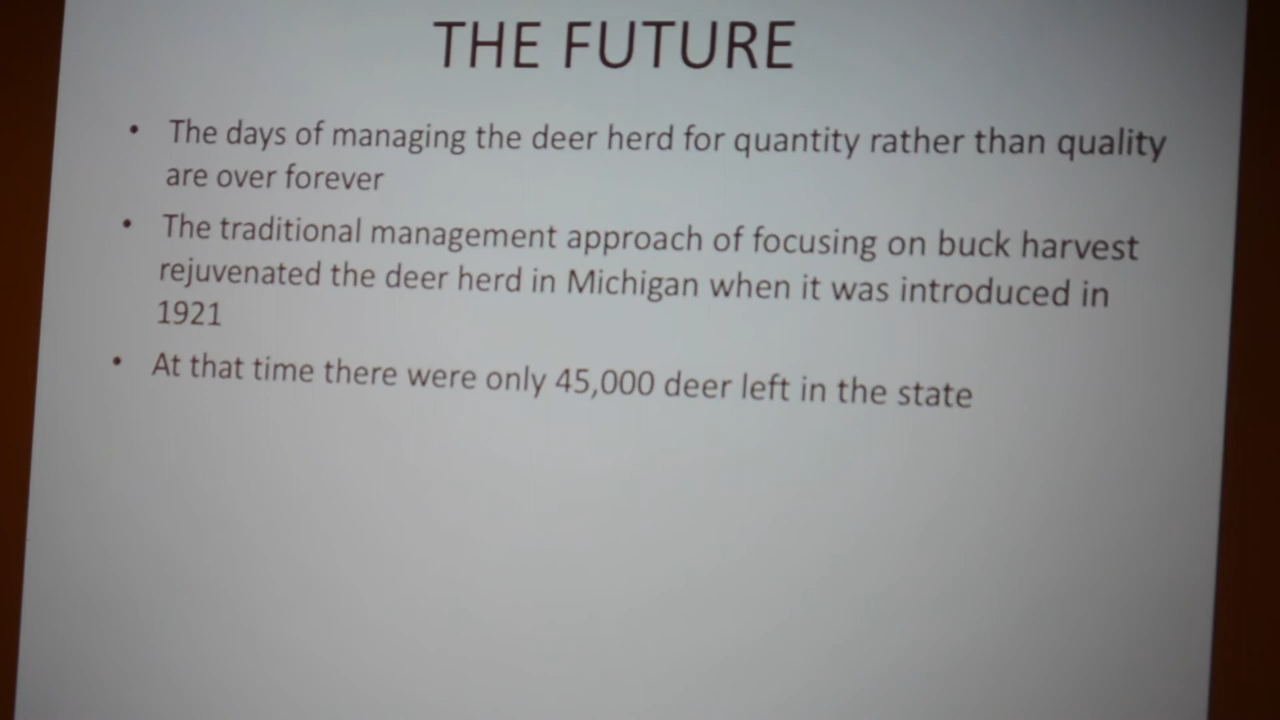 THE FUTURE
• The days of managing the deer herd for quantity rather than quality
are over forever
• The traditional management approach of focusing on buck harvest
rejuvenated the deer herd in Michigan when it was introduced in
1921
• At that time there were only 45,000 deer left in the state